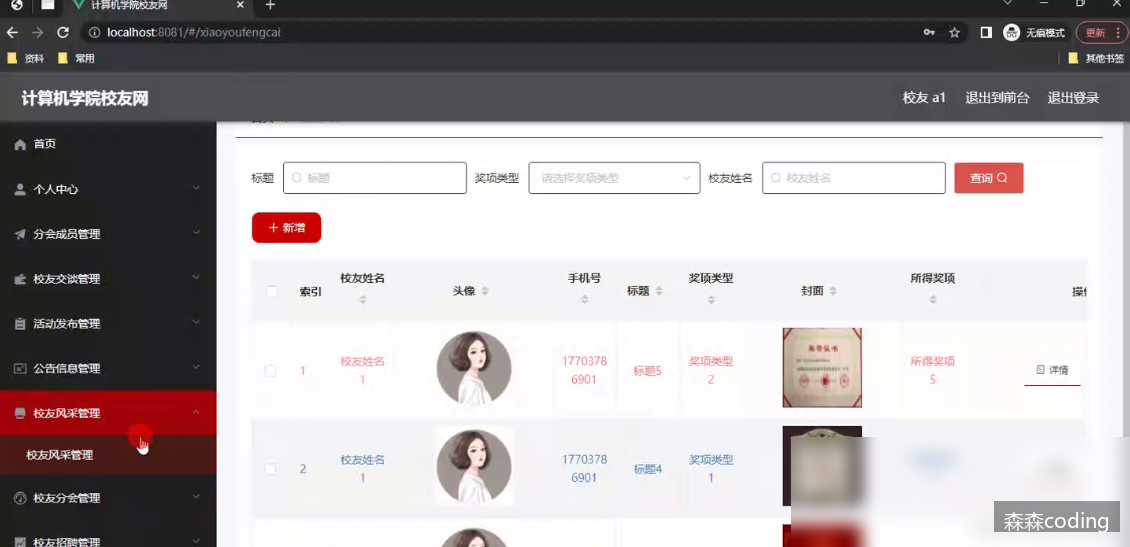 计算机学院校友网
localhost:8081/#/xiaoyoufengcai
无痕模式
更新
资料
常用
其他书签
计算机学院校友网
校友 a1
退出到前台
退出登录
首页
个人中心
分会成员管理
校友交谈管理
活动发布管理
公告信息管理
校友风采管理
校友风采管理
校友分会管理
校友招聘管理
标题
标题
奖项类型
请选择奖项类型
校友姓名
校友姓名
查询
新增
索引
校友姓名
头像
手机号
标题
奖项类型
封面
所得奖项
1
校友姓名
1
1770378
6901
标题5
奖项类型
2
所得奖项
5
详情
2
校友姓名
1
1770378
6901
标题4
奖项类型
1
森森coding